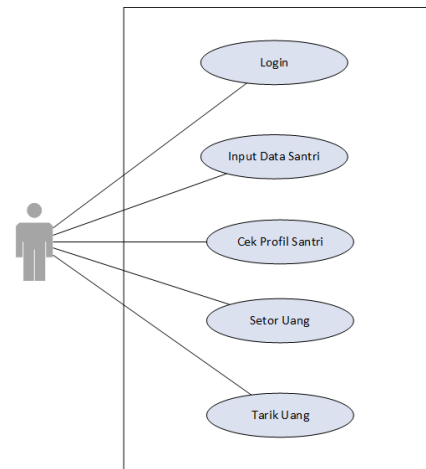 Login
Input Data Santri
Cek Profil Santri
Setor Uang
Tarik Uang